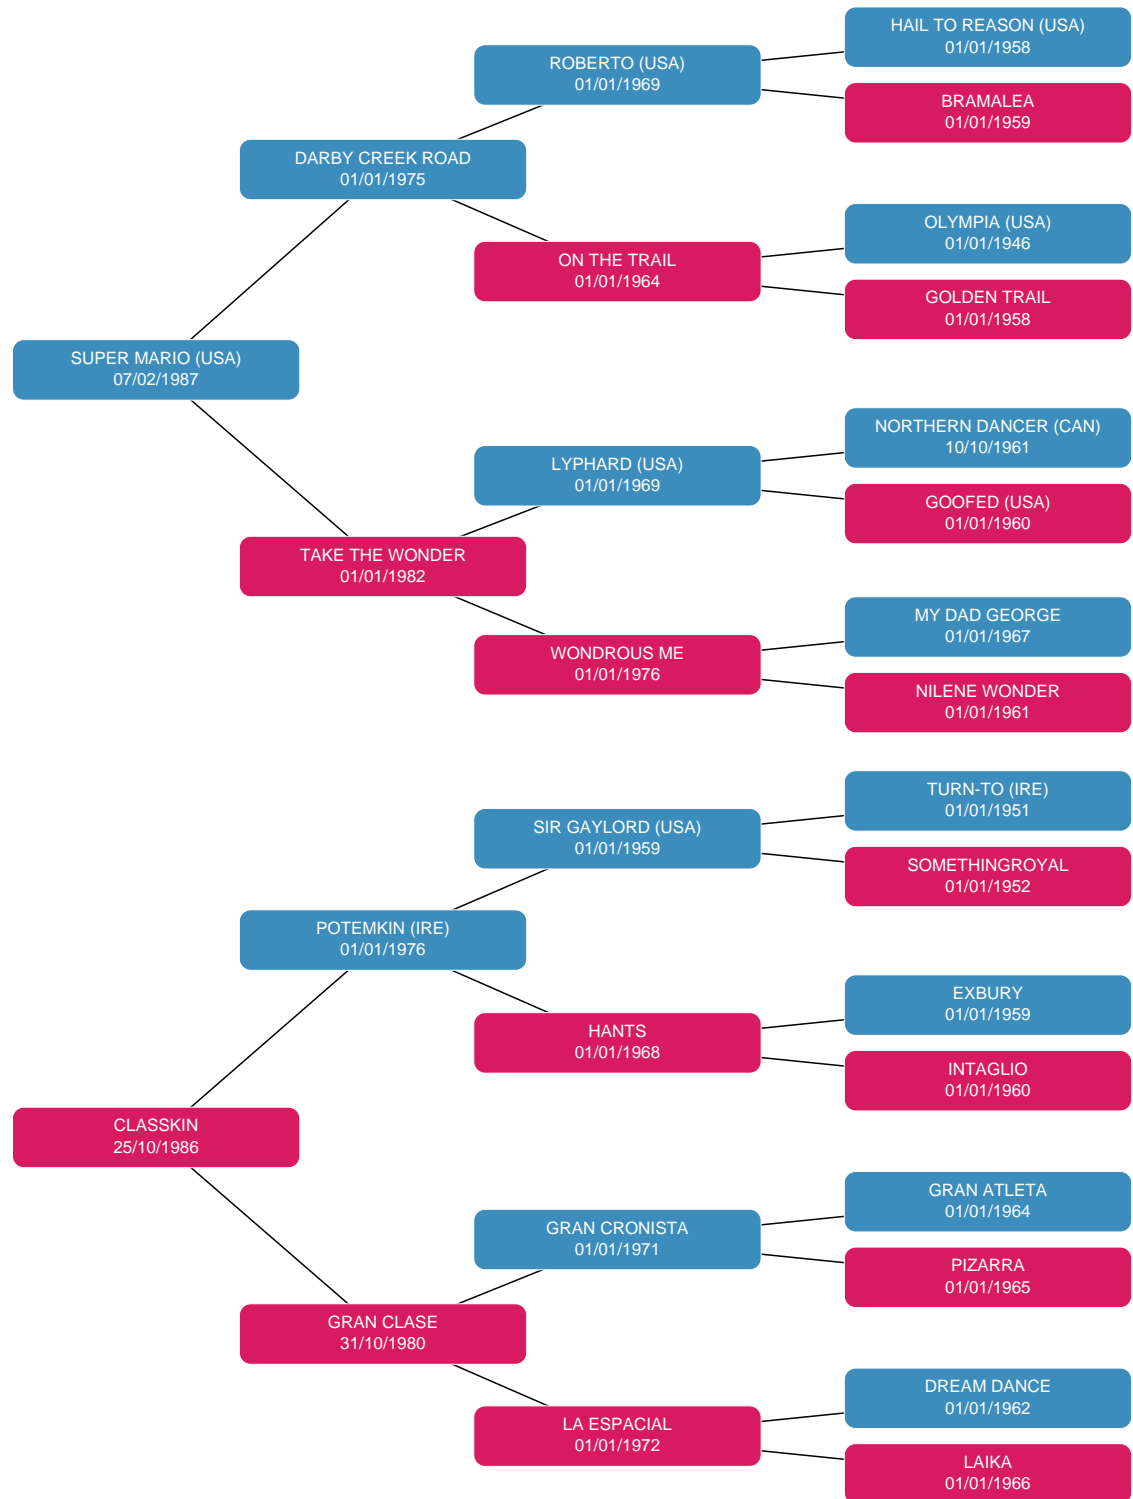 HAIL TO REASON (USA)
01/01/1958
ROBERTO (USA)
01/01/1969
BRAMALEA
01/01/1959
DARBY CREEK ROAD
01/01/1975
OLYMPIA (USA)
01/01/1946
ON THE TRAIL
01/01/1964
GOLDEN TRAIL
01/01/1958
SUPER MARIO (USA)
07/02/1987
NORTHERN DANCER (CAN)
10/10/1961
LYPHARD (USA)
01/01/1969
GOOFED (USA)
01/01/1960
TAKE THE WONDER
01/01/1982
MY DAD GEORGE
01/01/1967
WONDROUS ME
01/01/1976
NILENE WONDER
01/01/1961
TURN-TO (IRE)
01/01/1951
SIR GAYLORD (USA)
01/01/1959
SOMETHINGROYAL
01/01/1952
POTEMKIN (IRE)
01/01/1976
EXBURY
01/01/1959
HANTS
01/01/1968
INTAGLIO
01/01/1960
CLASSKIN
25/10/1986
GRAN ATLETA
01/01/1964
GRAN CRONISTA
01/01/1971
PIZARRA
01/01/1965
GRAN CLASE
31/10/1980
DREAM DANCE
01/01/1962
LA ESPACIAL
01/01/1972
LAIKA
01/01/1966